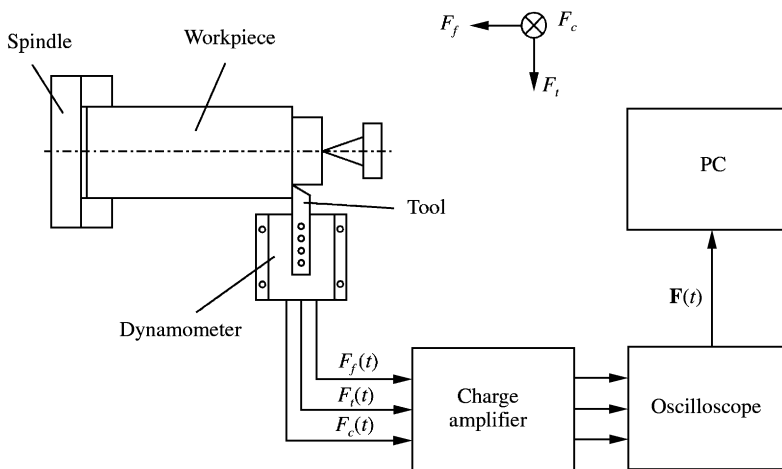 Spindle
Workpiece
F_f
F_c
F_t
PC
Tool
Dynamometer
F(t)
F_f(t)
F_t(t)
F_c(t)
Charge
amplifier
Oscilloscope